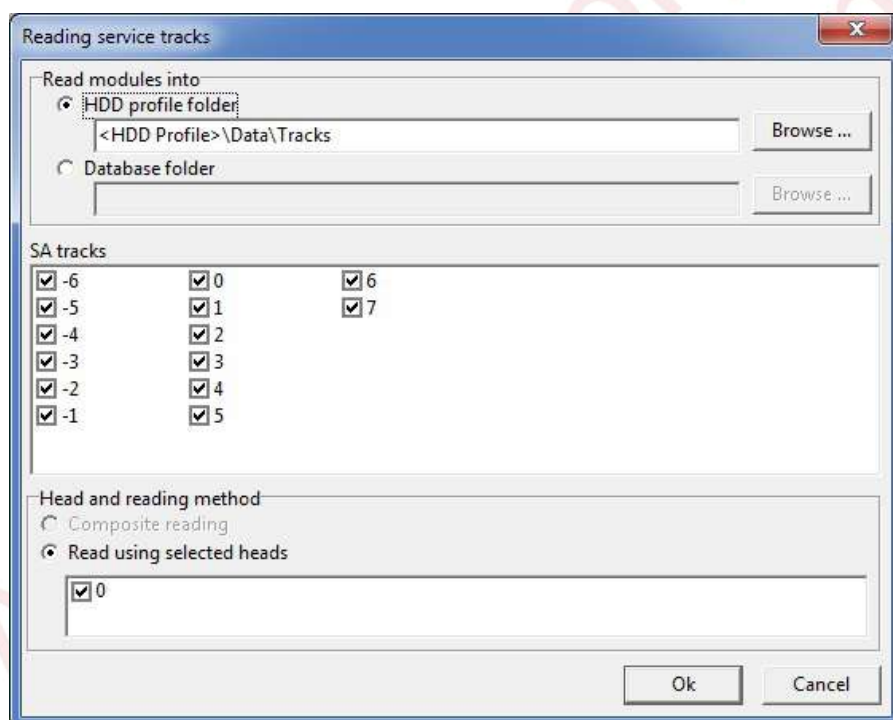 Reading service tracks
Read modules into
HDD profile folder
<HDD Profile>\Data\Tracks
Browse ...
Database folder
Browse ...
SA tracks
-6 0 6
-5 1 7
-4 2
-3 3
-2 4
-1 5
Head and reading method
Composite reading
Read using selected heads
0
Ok Cancel